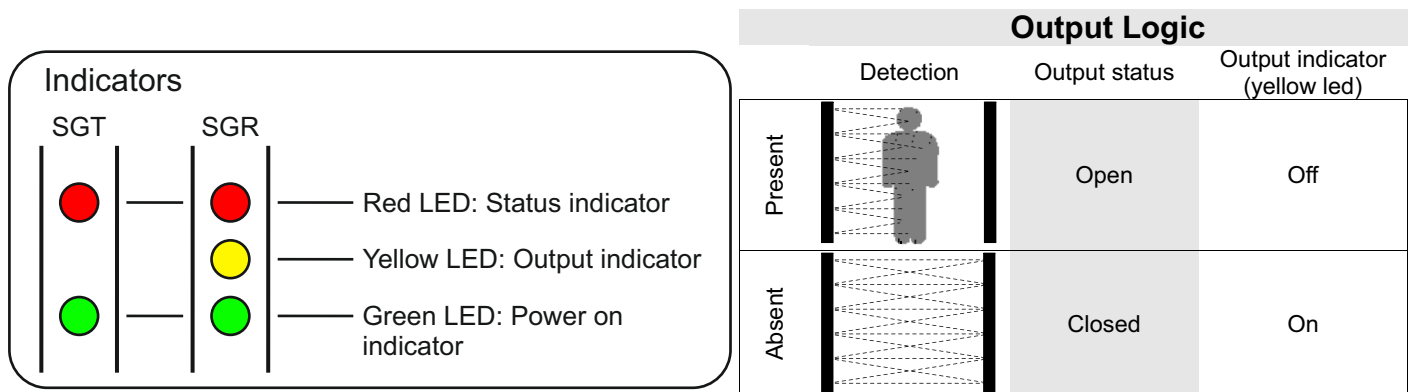 Indicators
SGT SGR
Red LED: Status indicator
Yellow LED: Output indicator
Green LED: Power on
indicator
Output Logic
Detection Output status Output indicator
(yellow led)
Present Open Off
Absent Closed On